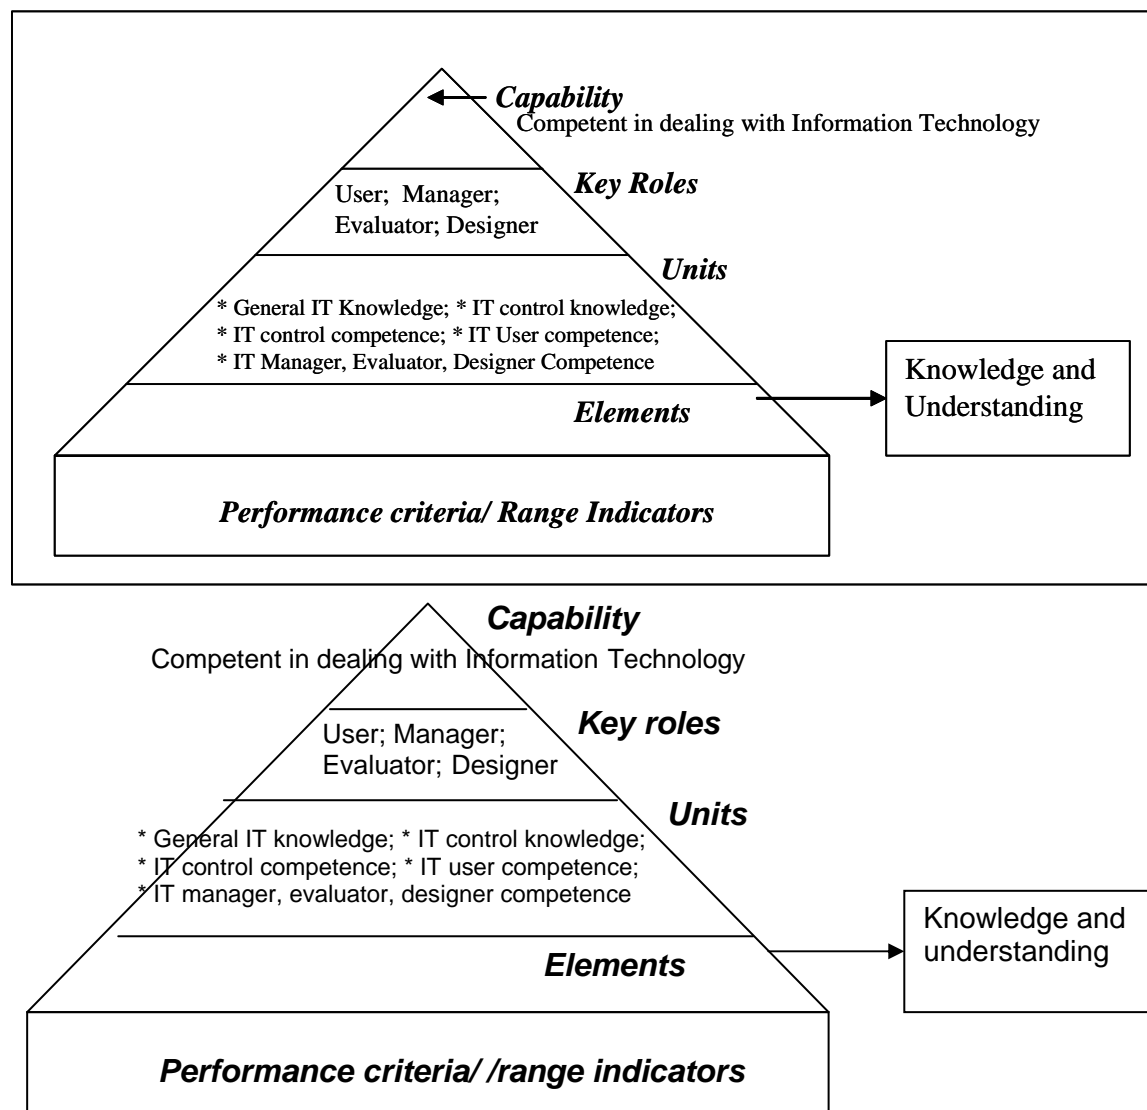 Capability
Competent in dealing with Information Technology
Key Roles
User; Manager;
Evaluator; Designer
Units
* General IT Knowledge; * IT control knowledge;
* IT control competence; * IT User competence;
* IT Manager, Evaluator, Designer Competence
Knowledge and
Understanding
Elements
Performance criteria/ Range Indicators
Capability
Competent in dealing with Information Technology
Key roles
User; Manager;
Evaluator; Designer
Units
* General IT knowledge; * IT control knowledge;
* IT control competence; * IT user competence;
* IT manager, evaluator, designer competence
Knowledge and
understanding
Elements
Performance criteria/ /range indicators